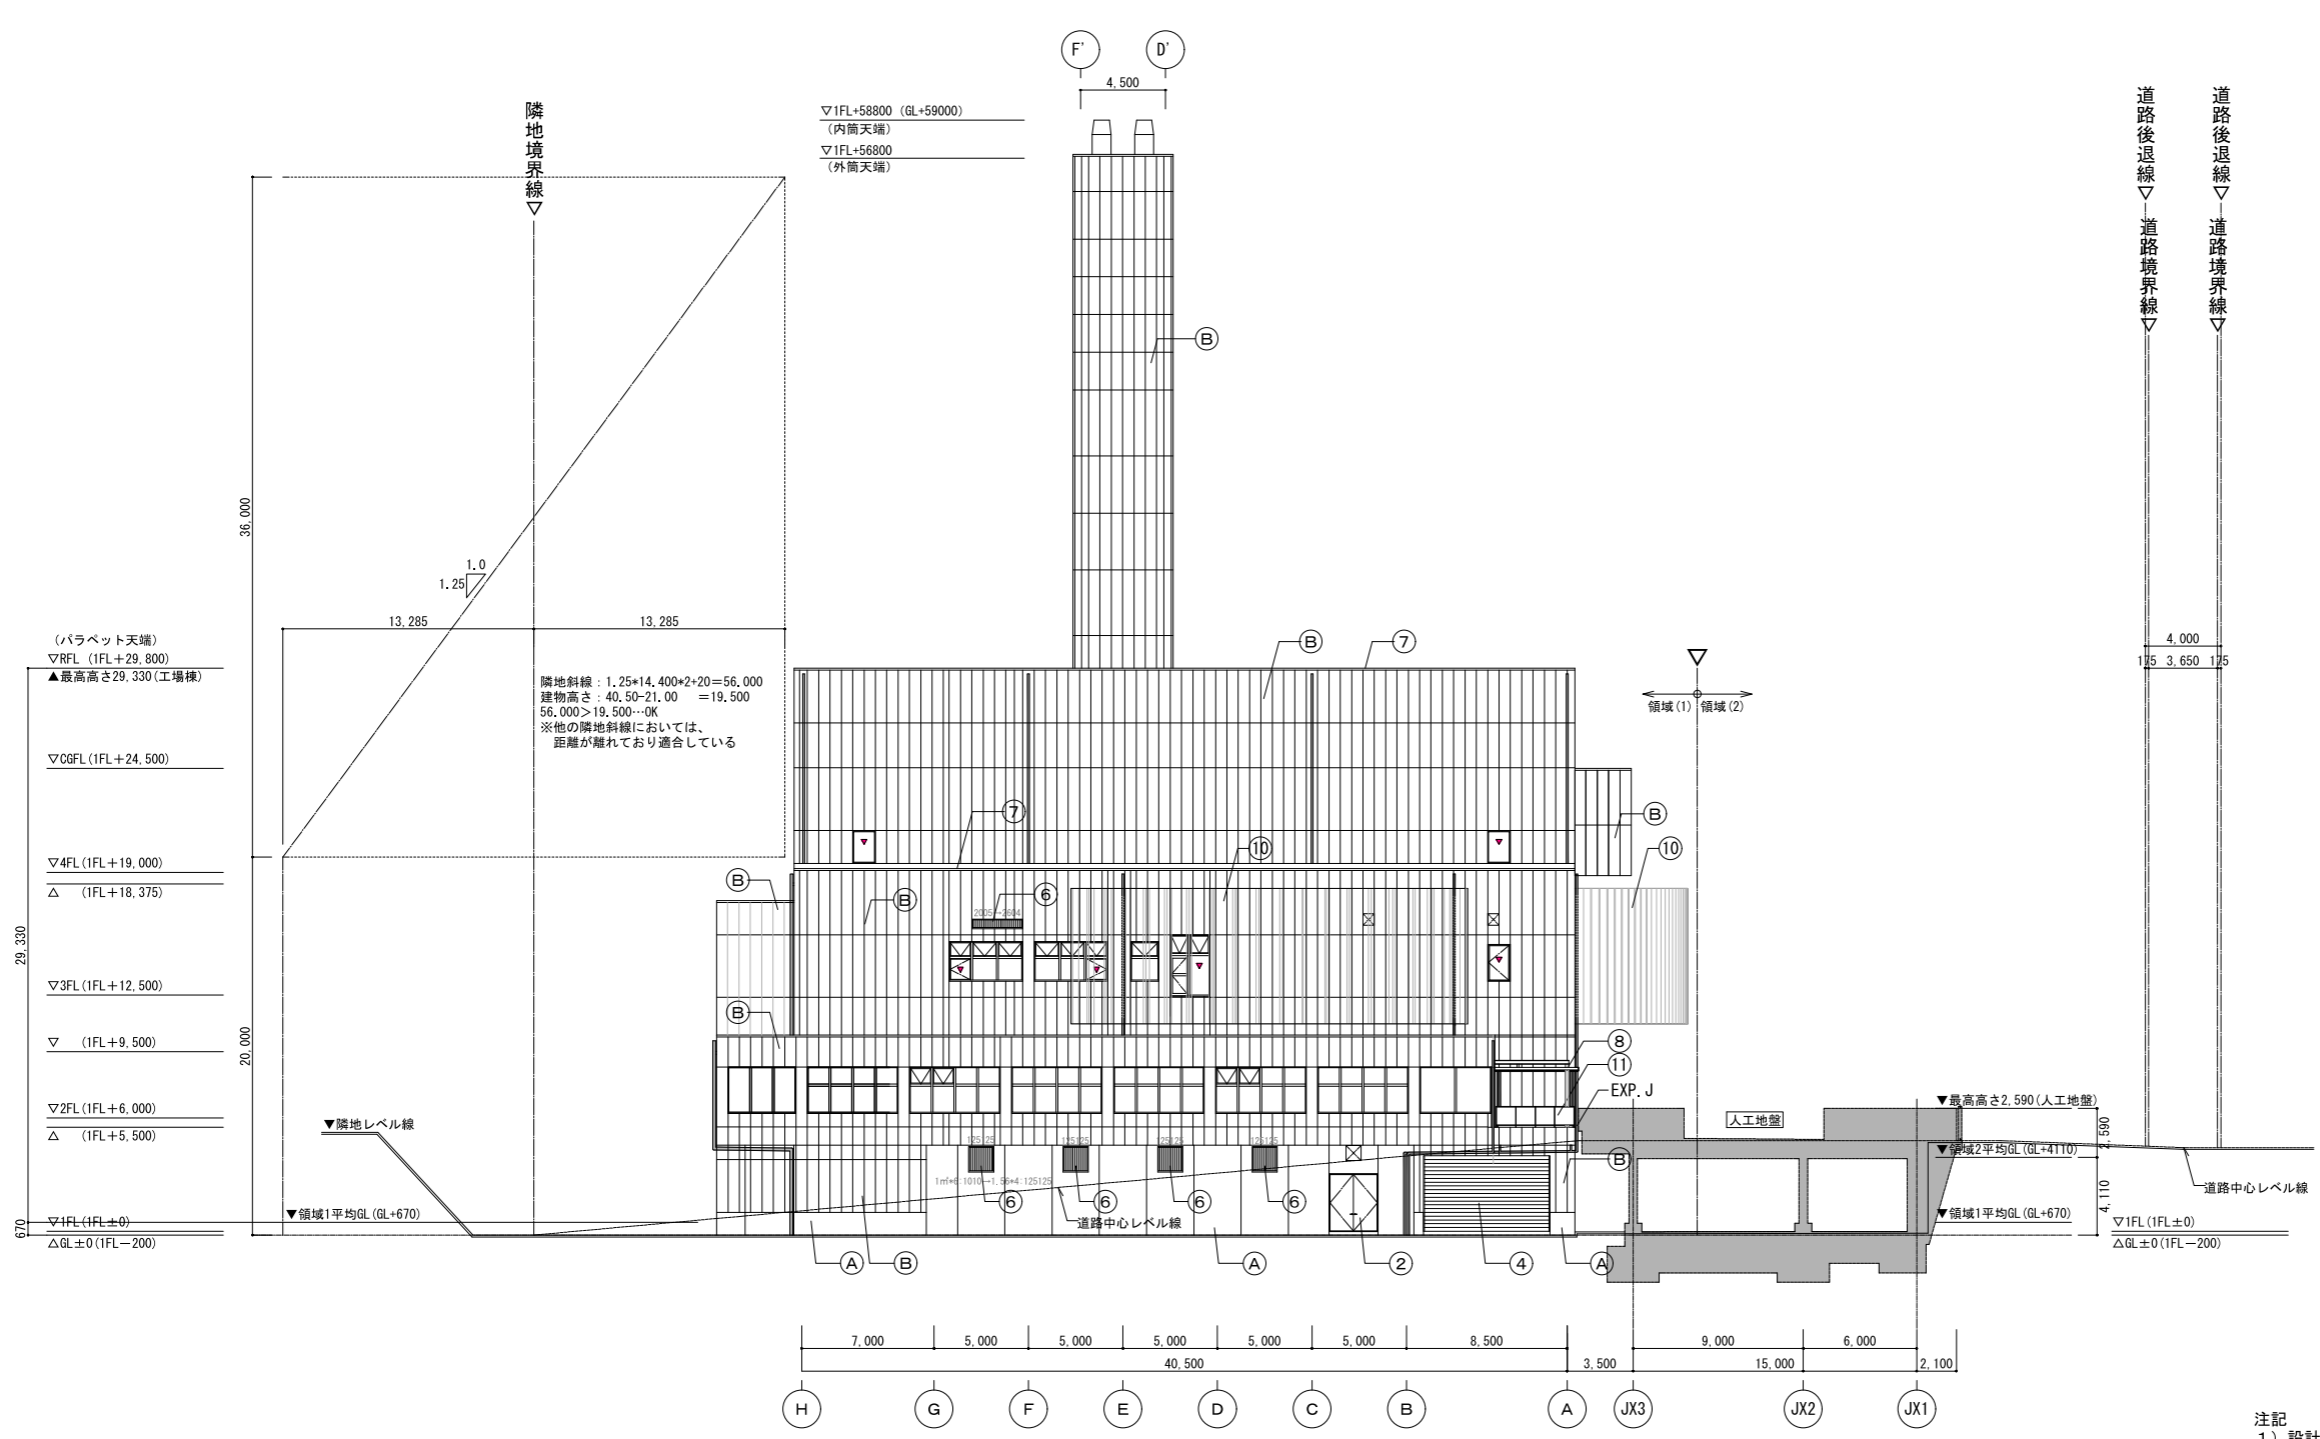 F'
D'
4,500
▽1FL+58800 (GL+59000)
(内筒天端)
▽1FL+56800
(外筒天端)
隣地境界線▽
道路後退線▽
道路後退線▽
道路境界線▽
道路境界線▽
B
36,000
1.0
1.25
13,285
13,285
(パラペット天端)
▽RFL (1FL+29,800)
▲最高高さ29,330(工場棟)
隣地斜線:1.25*14.400*2+20=56.000
建物高さ:40.50-21.00 =19.500
56.000>19.500…OK
※他の隣地斜線においては、
距離が離れており適合している
B
7
4,000
175 3,650 175
▽
領域(1) 領域(2)
▽CGFL(1FL+24,500)
7
B
▽4FL(1FL+19,000)
△ (1FL+18,375)
B
B
6
10
10
2005→2604
29,330
▽3FL(1FL+12,500)
B
▽ (1FL+9,500)
20,000
8
11
EXP.J
▽2FL(1FL+6,000)
△ (1FL+5,500)
▼隣地レベル線
125125
125125
125125
125125
人工地盤
▼最高高さ2,590(人工地盤)
2,590
▼領域2平均GL(GL+4110)
B
1㎡*6:1010→1.56*4:125125
6
6
6
6
道路中心レベル線
道路中心レベル線
4,110
▼領域1平均GL(GL+670)
▼領域1平均GL(GL+670)
670
▽1FL(1FL±0)
△GL±0(1FL-200)
▽1FL(1FL±0)
△GL±0(1FL-200)
A
B
A
2
4
A
7,000
5,000
5,000
5,000
5,000
5,000
8,500
9,000
6,000
40,500
3,500
15,000
2,100
H
G
F
E
D
C
B
A
JX3
JX2
JX1
注記